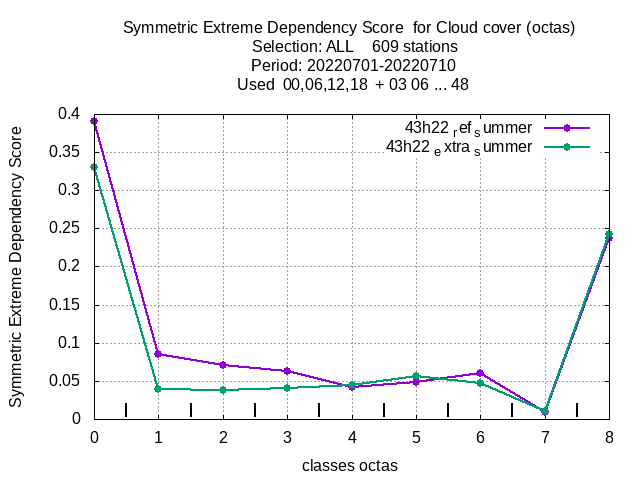 Symmetric Extreme Dependency Score  for Cloud cover (octas)
Selection: ALL    609 stations
Period: 20220701-20220710
Used  00,06,12,18  + 03 06 ... 48
43h22 ref summer
43h22 extra summer
Symmetric Extreme Dependency Score
0.4
0.35
0.3
0.25
0.2
0.15
0.1
0.05
0
0 1 2 3 4 5 6 7 8
classes octas